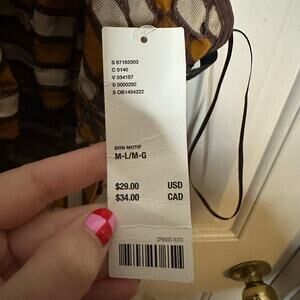 S 67163303
C 0140
V 034187
S 0000292
S OB1454222
BRN MOTIF
M-L/M-G
$29.00 USD
$34.00 CAD